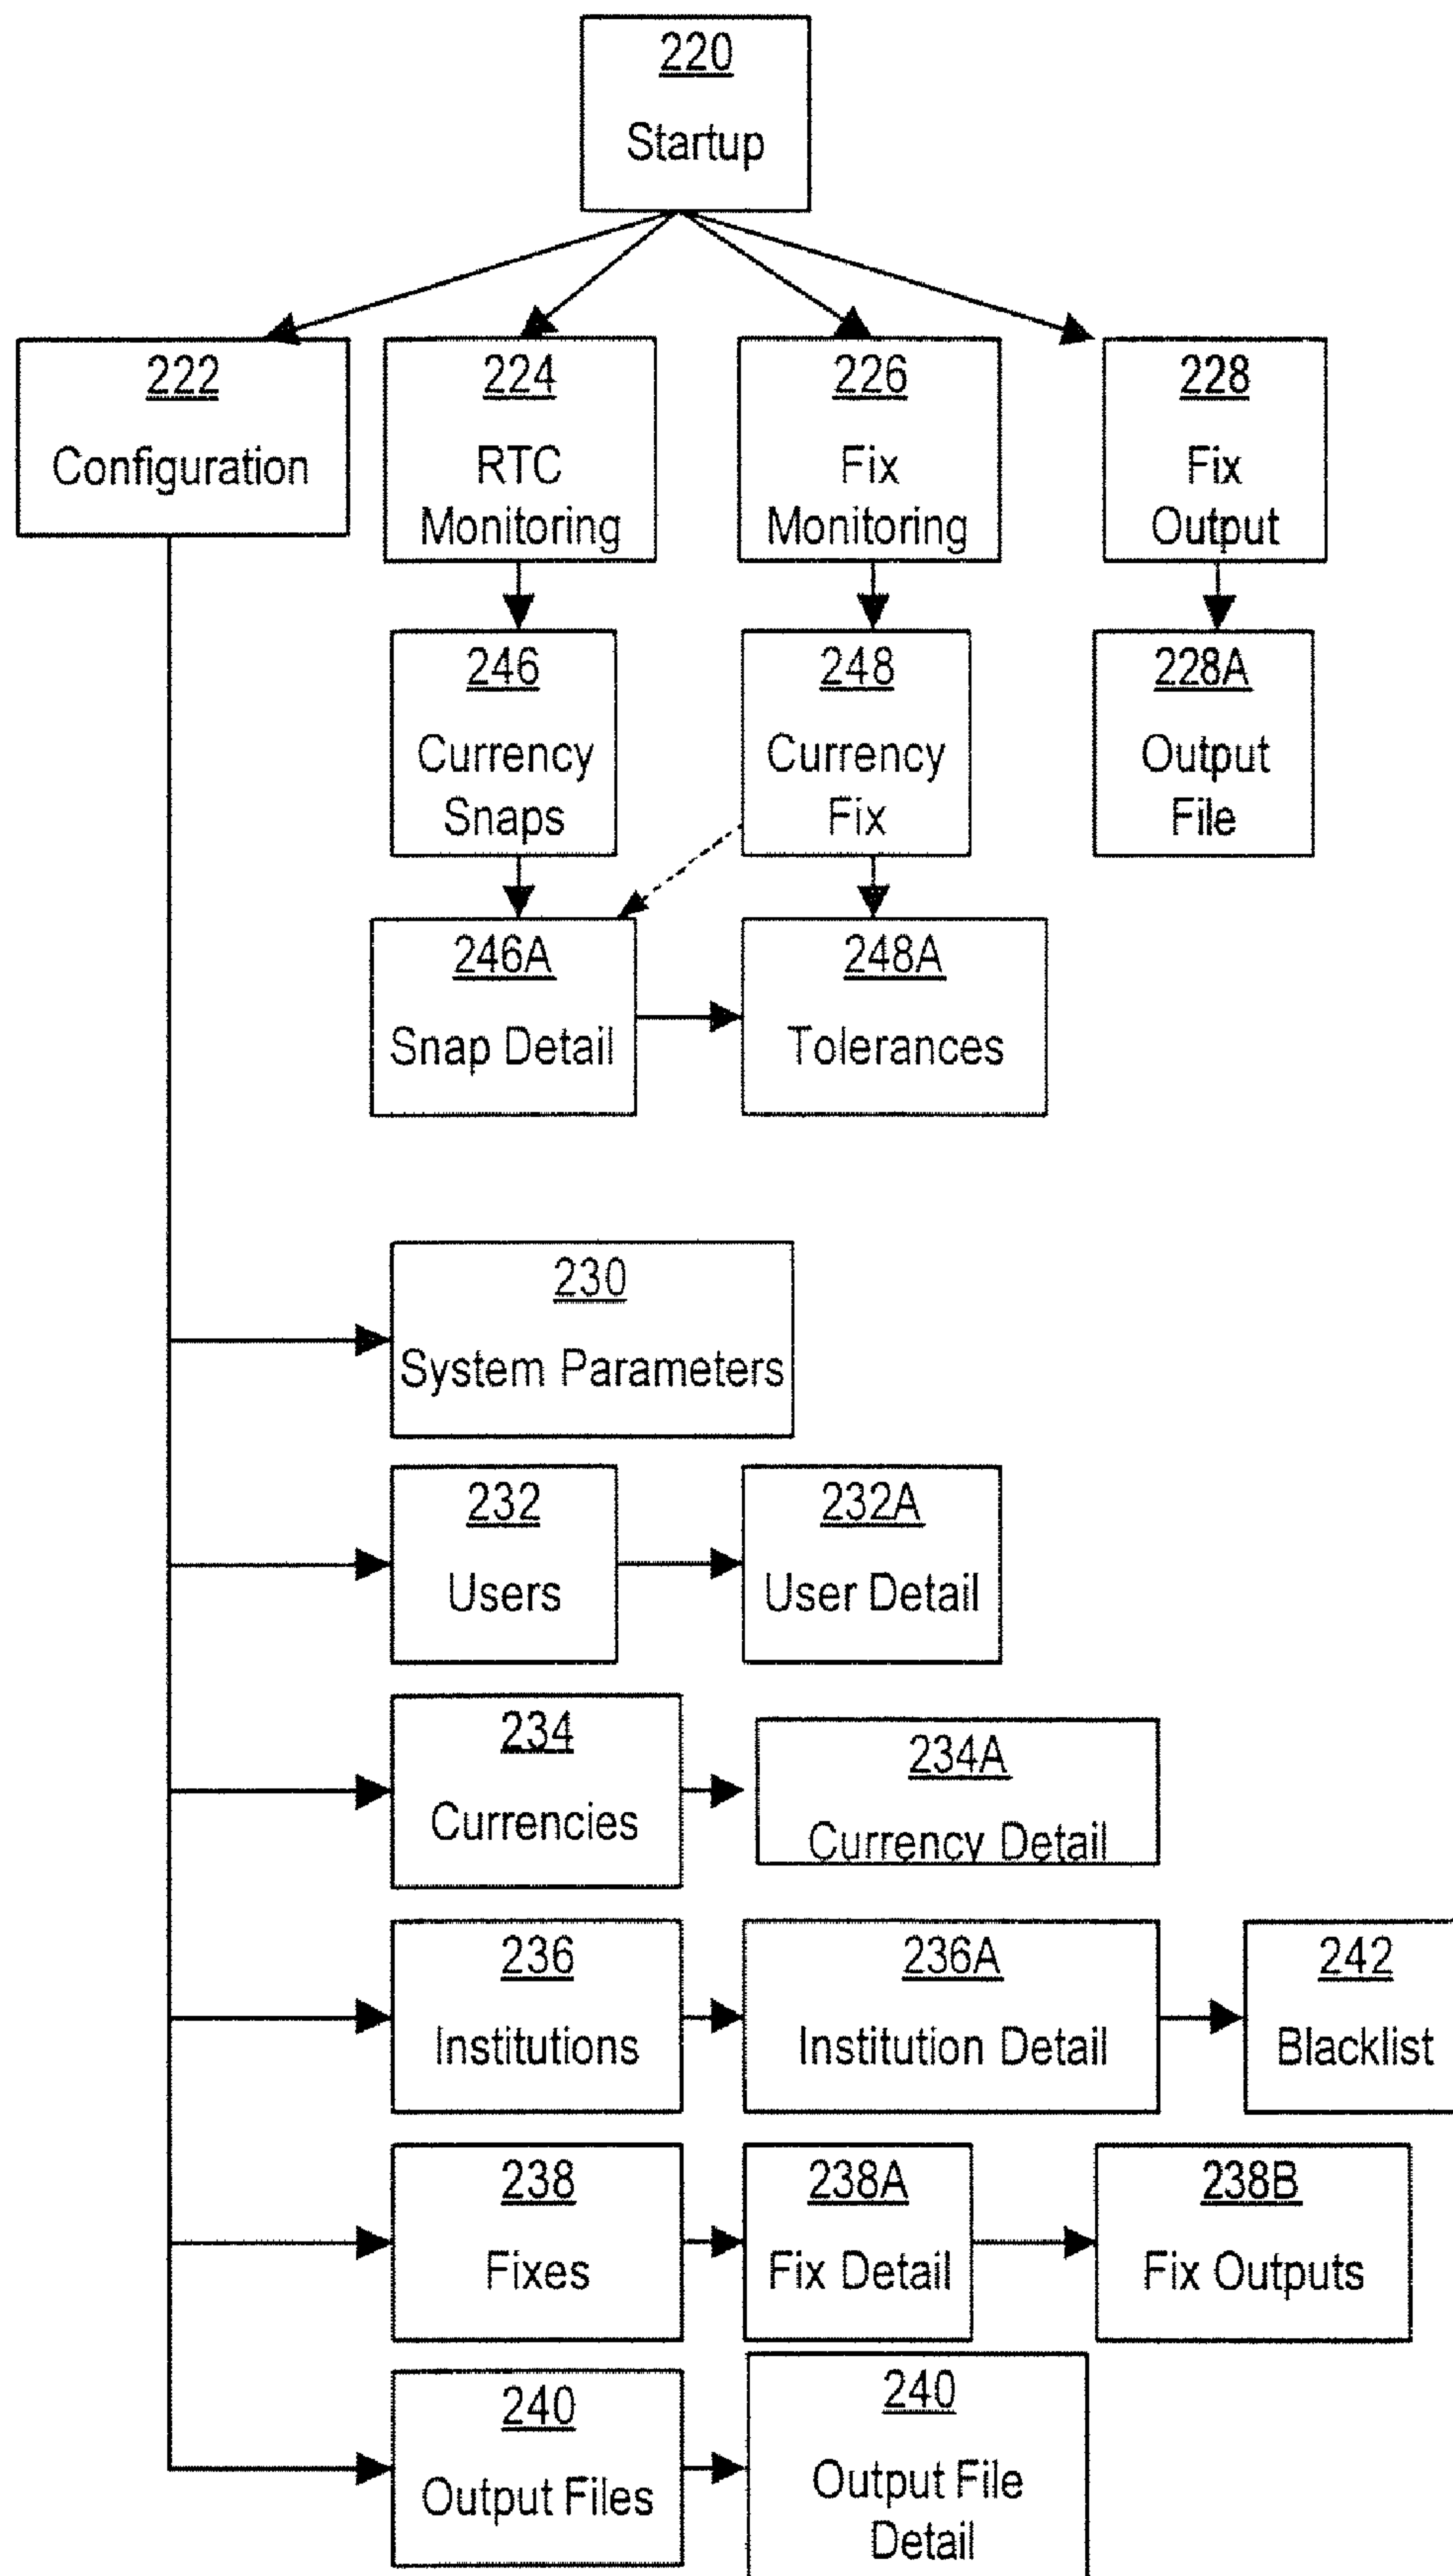 220
Startup
222
Configuration
224
RTC
Monitoring
226
Fix
Monitoring
228
Fix
Output
246
Currency
Snaps
248
Currency
Fix
228A
Output
File
246A
Snap Detail
248A
Tolerances
230
System Parameters
232
Users
232A
User Detail
234
Currencies
234A
Currency Detail
236
Institutions
236A
Institution Detail
242
Blacklist
238
Fixes
238A
Fix Detail
238B
Fix Outputs
240
Output Files
240
Output File
Detail